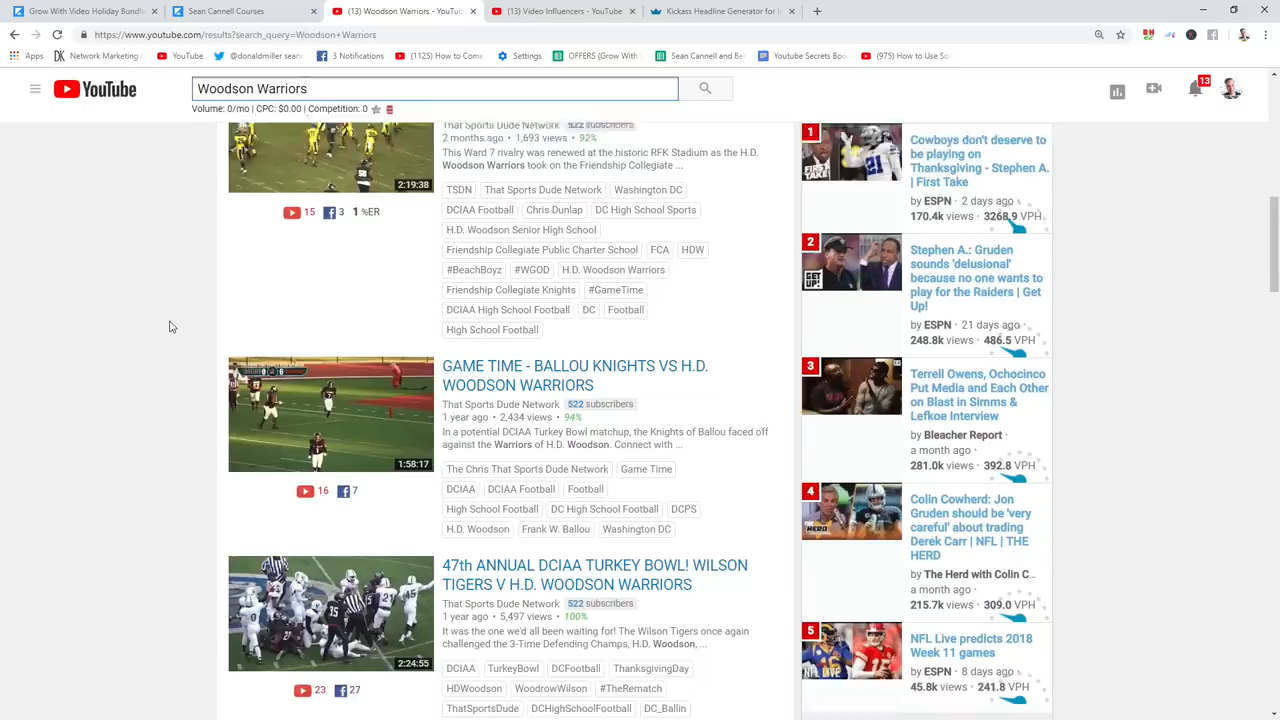 Grow With Video Holiday Bundl
Sean Cannell Courses
(13) Woodson Warriors - YouTu
(13) Video Influencers - YouTube
Kickass Headline Generator for I
https://www.youtube.com/results?search_query=Woodson+Warriors
Apps
Network Marketing
YouTube
@donaldmiller seano
3 Notifications
(1125) How to Come
Settings
OFFERS (Grow With
Sean Cannell and Be
Youtube Secrets Boo
(975) How to Use So
YouTube
Woodson Warriors
13
Volume: 0/mo | CPC: $0.00 | Competition: 0
That Sports Dude Network 522 subscribers
2 months ago • 1,693 views • 92%
This Ward 7 rivalry was renewed at the historic RFK Stadium as the H.D.
Woodson Warriors took on the Friendship Collegiate ...
2:19:38
15 3 1 %ER
TSDN That Sports Dude Network Washington DC
DCIAA Football Chris Dunlap DC High School Sports
H.D. Woodson Senior High School
Friendship Collegiate Public Charter School FCA HDW
#BeachBoyz #WGOD H.D. Woodson Warriors
Friendship Collegiate Knights #GameTime
DCIAA High School Football DC Football
High School Football
GAME TIME - BALLOU KNIGHTS VS H.D.
WOODSON WARRIORS
That Sports Dude Network 522 subscribers
1 year ago • 2,434 views • 94%
In a potential DCIAA Turkey Bowl matchup, the Knights of Ballou faced off
against the Warriors of H.D. Woodson. Connect with ...
1:58:17
16 7
The Chris That Sports Dude Network Game Time
DCIAA DCIAA Football Football
High School Football DC High School Football DCPS
H.D. Woodson Frank W. Ballou Washington DC
47th ANNUAL DCIAA TURKEY BOWL! WILSON
TIGERS V H.D. WOODSON WARRIORS
That Sports Dude Network 522 subscribers
1 year ago • 5,497 views • 100%
It was the one we'd all been waiting for! The Wilson Tigers once again
challenged the 3-Time Defending Champs, H.D. Woodson, ...
2:24:55
23 27
DCIAA TurkeyBowl DCFootball ThanksgivingDay
HDWoodson WoodrowWilson #TheRematch
ThatSportsDude DCHighSchoolFootball DC_Ballin
1
FIRST TAKE
Cowboys don't deserve to
be playing on
Thanksgiving - Stephen A.
| First Take
by ESPN · 2 days ago ·
170.4k views · 3268.9 VPH
2
GET UP!
Stephen A.: Gruden
sounds 'delusional'
because no one wants to
play for the Raiders | Get
Up!
by ESPN · 21 days ago ·
248.8k views · 486.5 VPH
3
Terrell Owens, Ochocinco
Put Media and Each Other
on Blast in Simms &
Lefkoe Interview
by Bleacher Report ·
a month ago ·
281.0k views · 392.8 VPH
4
HERD
Colin Cowherd: Jon
Gruden should be 'very
careful' about trading
Derek Carr | NFL | THE
HERD
by The Herd with Colin C...
a month ago ·
215.7k views · 309.0 VPH
5
NFL Live predicts 2018
Week 11 games
by ESPN · 8 days ago ·
45.8k views · 241.8 VPH